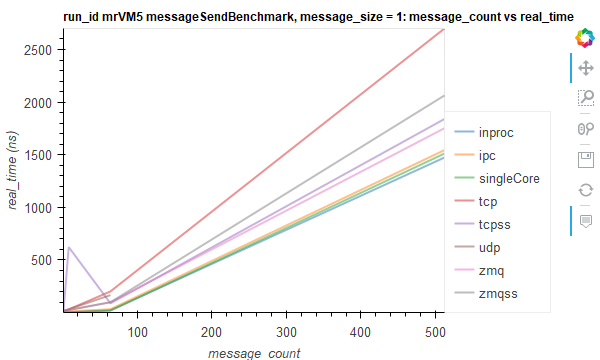 run_id mrVM5 messageSendBenchmark, message_size = 1: message_count vs real_time
2500
2000
1500
1000
500
real_time (ns)
100
200
300
400
500
message_count
inproc
ipc
singleCore
tcp
tcpss
udp
zmq
zmqss